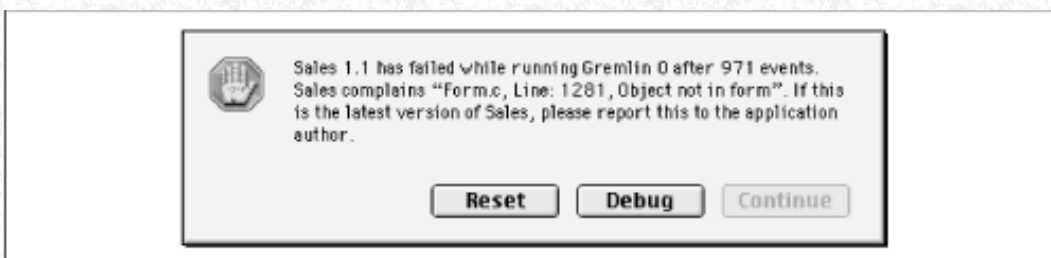 Sales 1.1 has failed while running Gremlin 0 after 971 events.
Sales complains “Form.c, Line: 1281, Object not in form”. If this
is the latest version of Sales, please report this to the application
author.
Reset Debug Continue